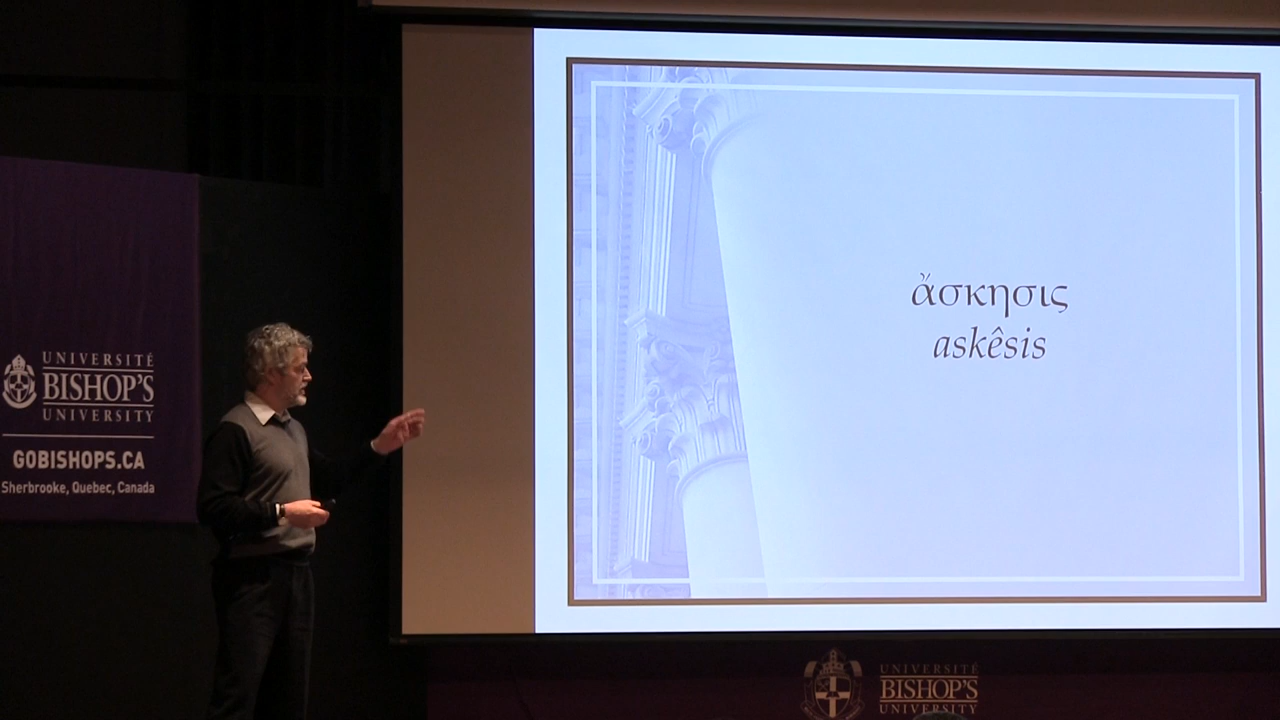 UNIVERSITÉ
BISHOP'S
UNIVERSITY
GOBISHOPS.CA
Sherbrooke, Quebec, Canada
ἄσκησις
askêsis
UNIVERSITÉ
BISHOP'S
UNIVERSITY